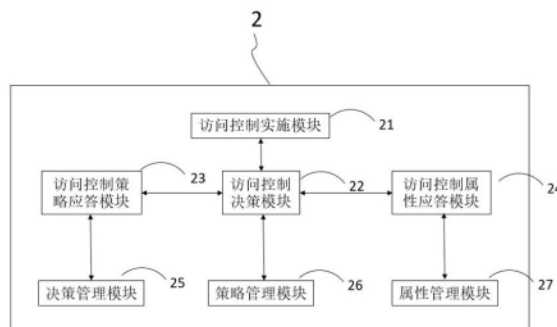 2
访问控制实施模块
21
访问控制策
略应答模块
23
访问控制
决策模块
22
访问控制属
性应答模块
24
决策管理模块
25
策略管理模块
26
属性管理模块
27